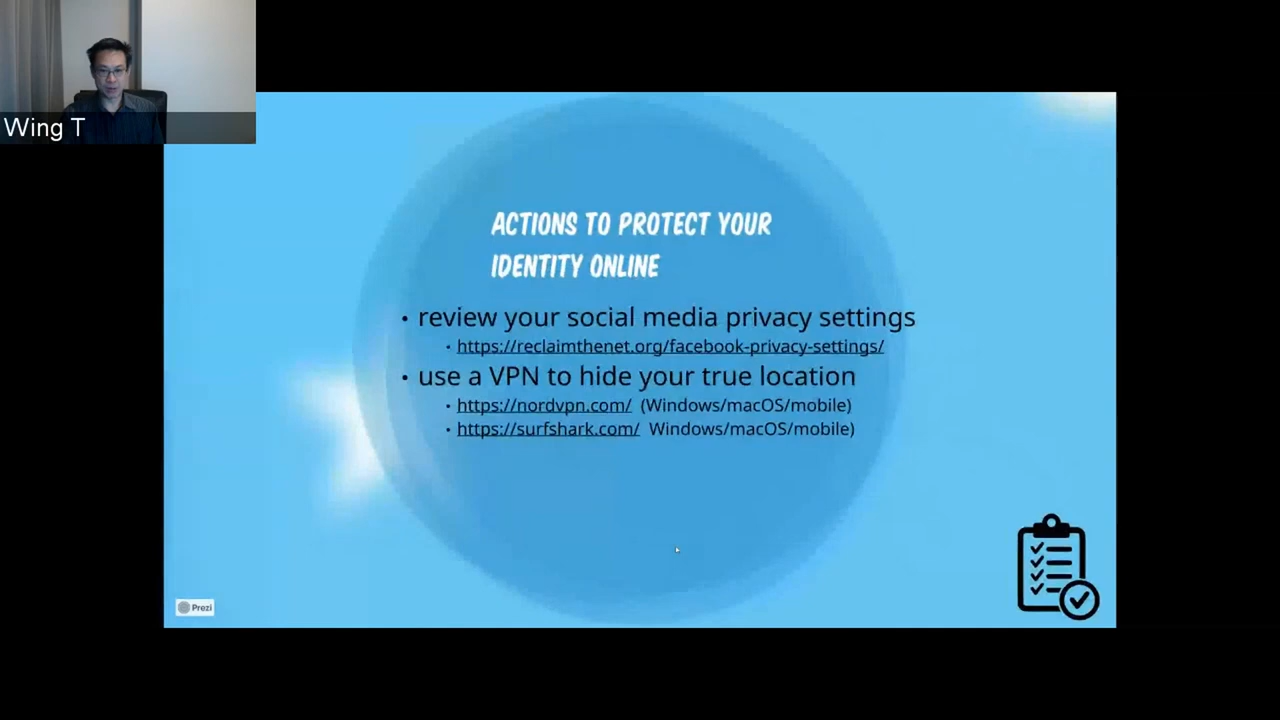 Wing T
ACTIONS TO PROTECT YOUR
IDENTITY ONLINE
• review your social media privacy settings
• https://reclaimthenet.org/facebook-privacy-settings/
• use a VPN to hide your true location
• https://nordvpn.com/ (Windows/macOS/mobile)
• https://surfshark.com/ Windows/macOS/mobile)
Prezi